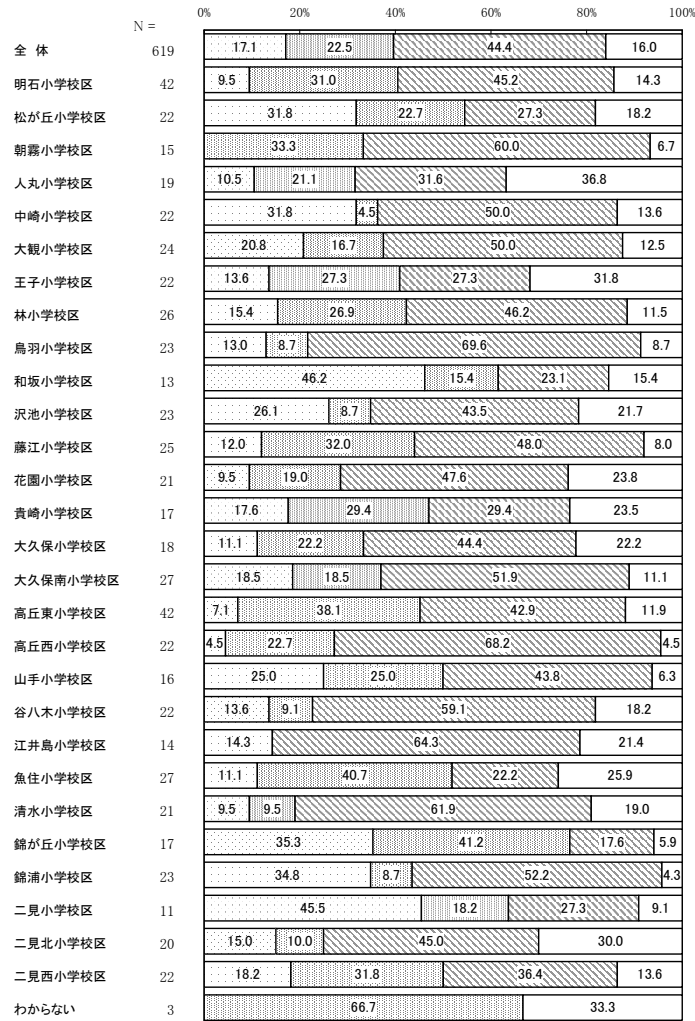 0% 20% 40% 60% 80% 100%
N =
全 体 619 17.1 22.5 44.4 16.0
明石小学校区 42 9.5 31.0 45.2 14.3
松が丘小学校区 22 31.8 22.7 27.3 18.2
朝霧小学校区 15 33.3 60.0 6.7
人丸小学校区 19 10.5 21.1 31.6 36.8
中崎小学校区 22 31.8 4.5 50.0 13.6
大観小学校区 24 20.8 16.7 50.0 12.5
王子小学校区 22 13.6 27.3 27.3 31.8
林小学校区 26 15.4 26.9 46.2 11.5
鳥羽小学校区 23 13.0 8.7 69.6 8.7
和坂小学校区 13 46.2 15.4 23.1 15.4
沢池小学校区 23 26.1 8.7 43.5 21.7
藤江小学校区 25 12.0 32.0 48.0 8.0
花園小学校区 21 9.5 19.0 47.6 23.8
貴崎小学校区 17 17.6 29.4 29.4 23.5
大久保小学校区 18 11.1 22.2 44.4 22.2
大久保南小学校区 27 18.5 18.5 51.9 11.1
高丘東小学校区 42 7.1 38.1 42.9 11.9
高丘西小学校区 22 4.5 22.7 68.2 4.5
山手小学校区 16 25.0 25.0 43.8 6.3
谷八木小学校区 22 13.6 9.1 59.1 18.2
江井島小学校区 14 14.3 64.3 21.4
魚住小学校区 27 11.1 40.7 22.2 25.9
清水小学校区 21 9.5 9.5 61.9 19.0
錦が丘小学校区 17 35.3 41.2 17.6 5.9
錦浦小学校区 23 34.8 8.7 52.2 4.3
二見小学校区 11 45.5 18.2 27.3 9.1
二見北小学校区 20 15.0 10.0 45.0 30.0
二見西小学校区 22 18.2 31.8 36.4 13.6
わからない 3 66.7 33.3